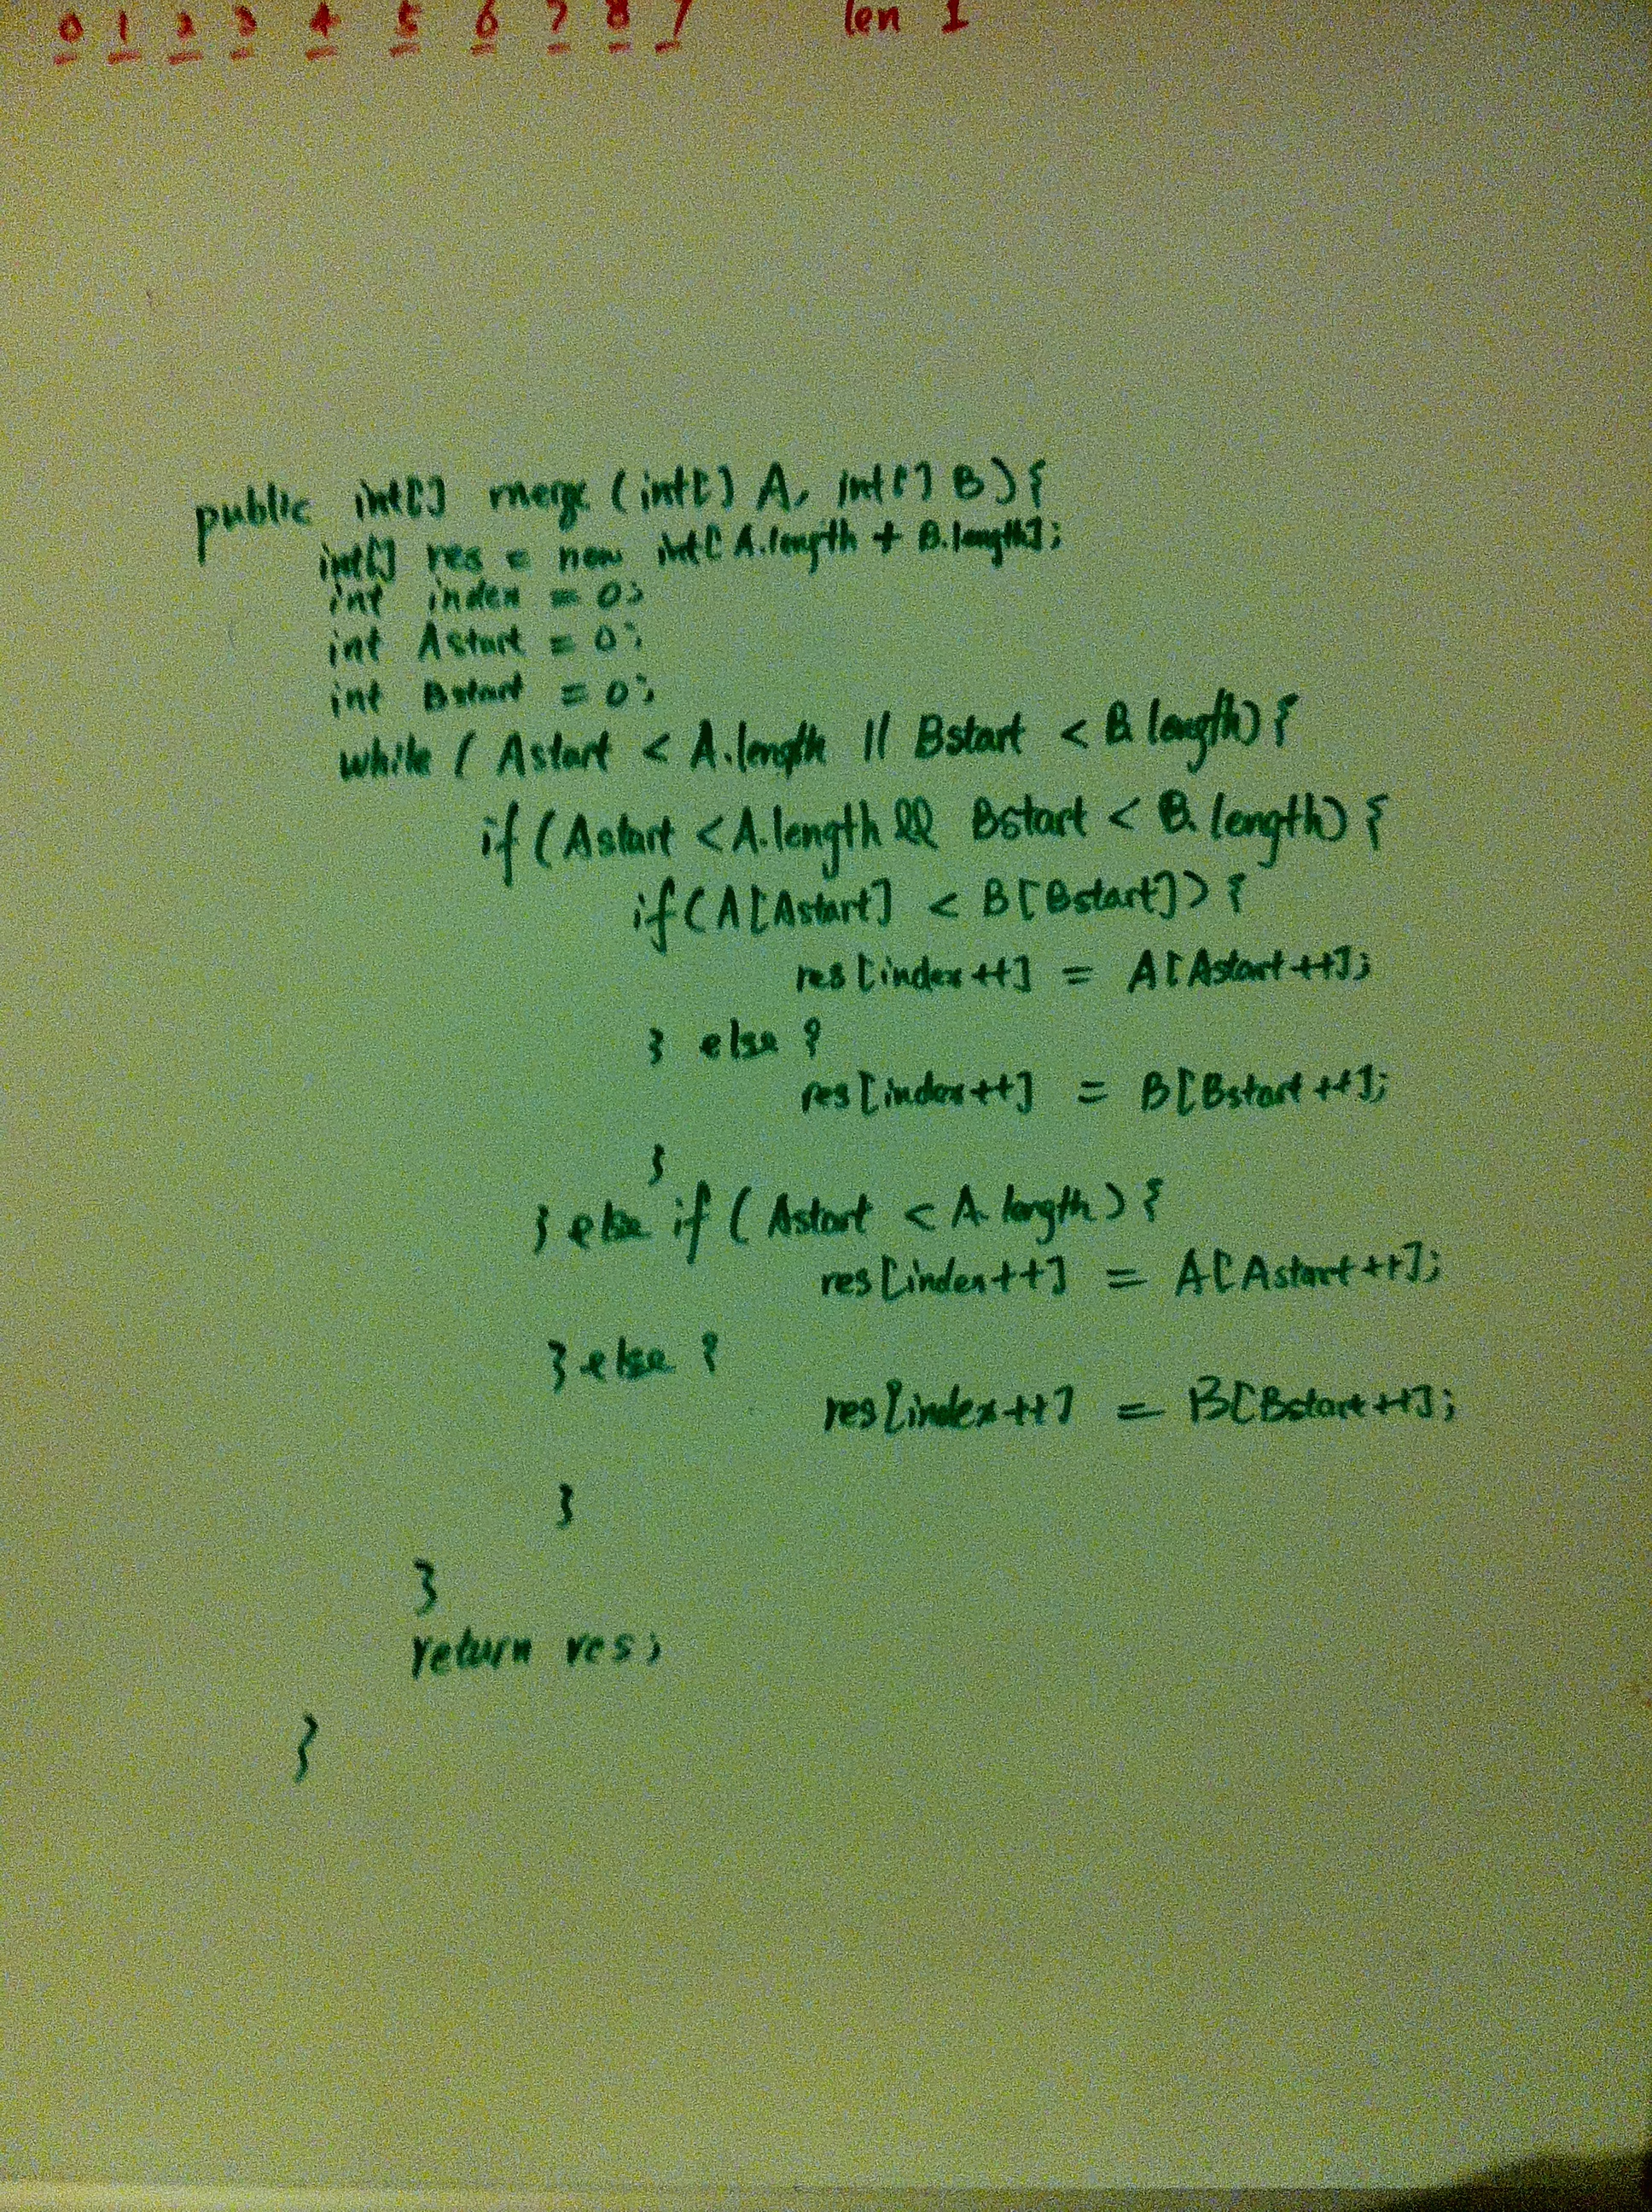 0 1 2 3 4 5 6 7 8 len 1
public int[] merge (int[] A, int[] B) {
int[] res = new int[A.length + B.length];
int index = 0;
int Astart = 0;
int Bstart = 0;
while ( Astart < A.length || Bstart < B.length) {
if (Astart < A.length && Bstart < B.length) {
if (A[Astart] < B[Bstart]) {
res[index++] = A[Astart++];
} else {
res[index++] = B[Bstart++];
}
} else if (Astart < A.length) {
res[index++] = A[Astart++];
} else {
res[index++] = B[Bstart++];
}
}
return res;
}